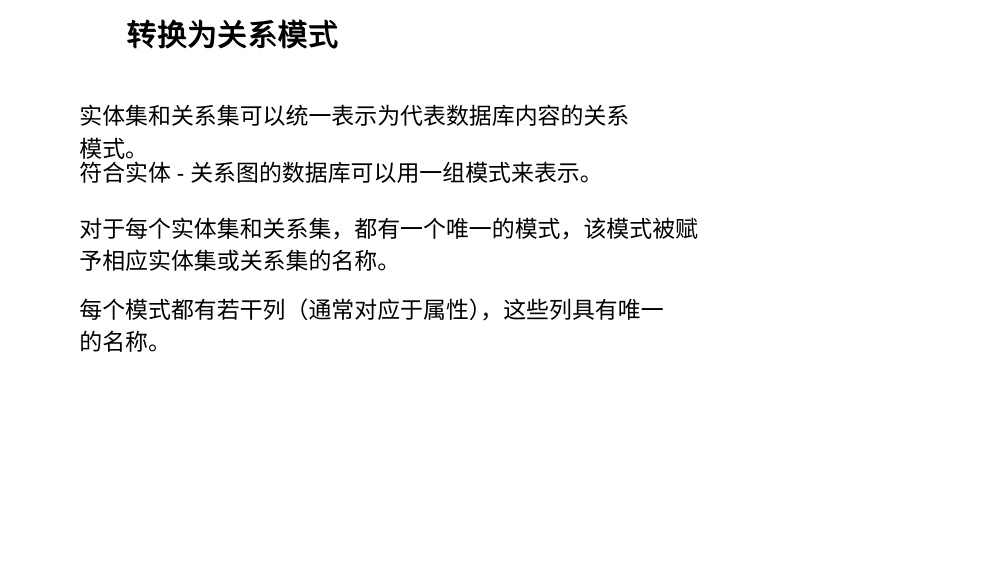 转换为关系模式
实体集和关系集可以统一表示为代表数据库内容的关系
模式。
符合实体 - 关系图的数据库可以用一组模式来表示。
对于每个实体集和关系集，都有一个唯一的模式，该模式被赋
予相应实体集或关系集的名称。
每个模式都有若干列（通常对应于属性），这些列具有唯一
的名称。